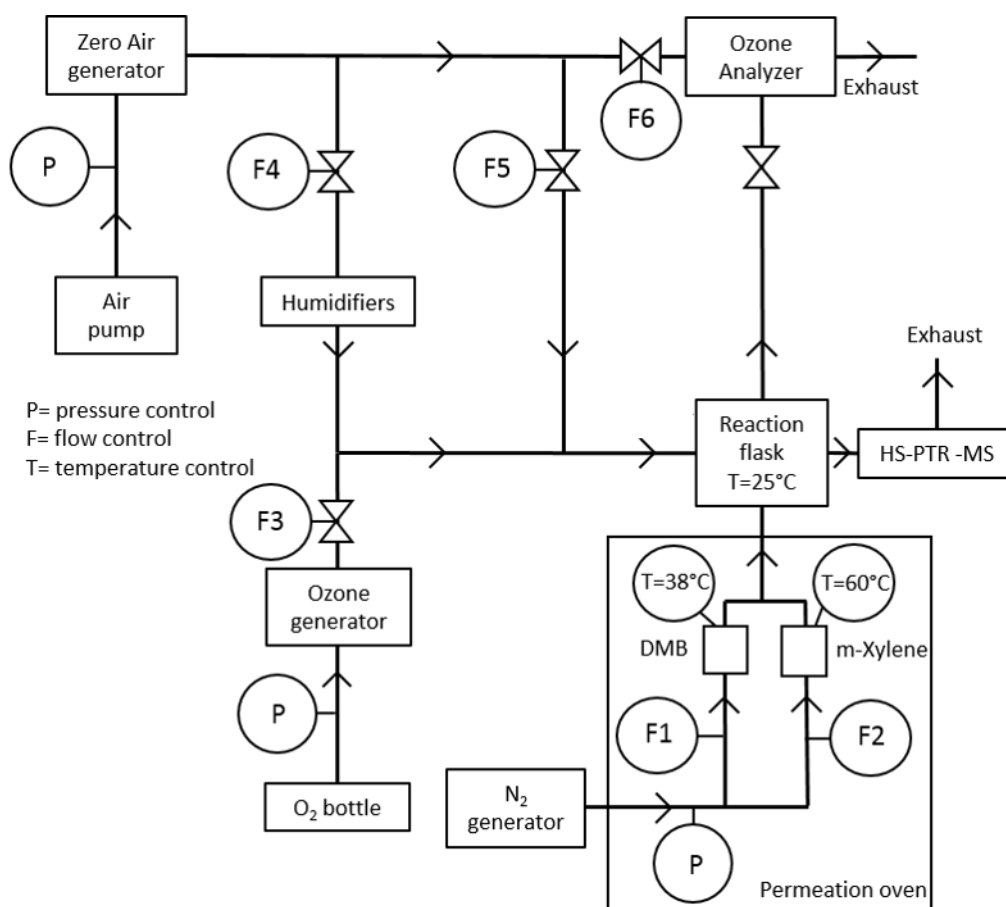 Zero Air
generator
Ozone
Analyzer
Exhaust
F6
P
F4
F5
Air
pump
Humidifiers
Exhaust
P= pressure control
F= flow control
T= temperature control
Reaction
flask
T=25°C
HS-PTR -MS
F3
Ozone
generator
T=38°C
T=60°C
DMB
m-Xylene
P
F1
F2
O₂ bottle
N₂
generator
P
Permeation oven